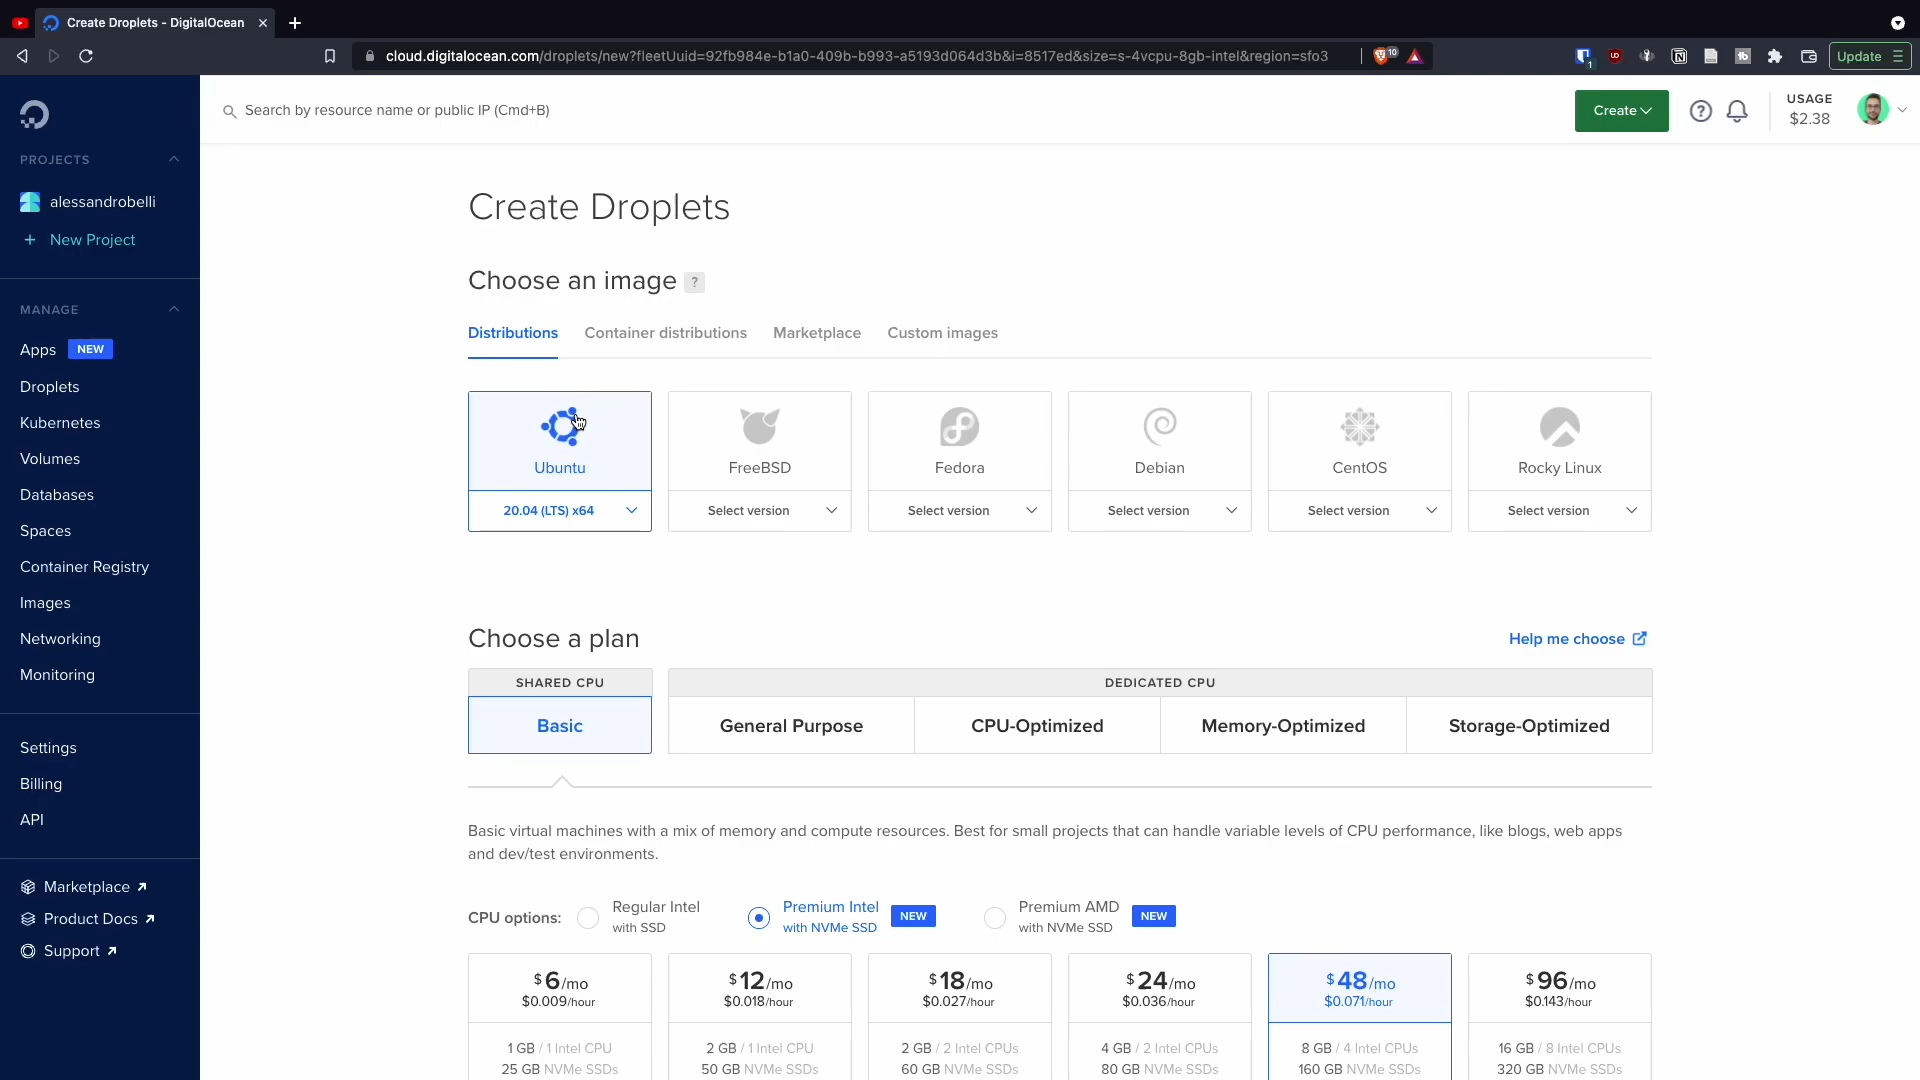 Create Droplets - DigitalOcean
cloud.digitalocean.com/droplets/new?fleetUuid=92fb984e-b1a0-409b-b993-a5193d064d3b&i=8517ed&size=s-4vcpu-8gb-intel&region=sfo3
10
1
Update
Search by resource name or public IP (Cmd+B)
Create
?
USAGE
$2.38
PROJECTS
alessandrobelli
+ New Project
MANAGE
Apps NEW
Droplets
Kubernetes
Volumes
Databases
Spaces
Container Registry
Images
Networking
Monitoring
Settings
Billing
API
Marketplace
Product Docs
Support
Create Droplets
Choose an image ?
Distributions Container distributions Marketplace Custom images
Ubuntu FreeBSD Fedora Debian CentOS Rocky Linux
20.04 (LTS) x64 Select version Select version Select version Select version Select version
Choose a plan
Help me choose
SHARED CPU DEDICATED CPU
Basic General Purpose CPU-Optimized Memory-Optimized Storage-Optimized
Basic virtual machines with a mix of memory and compute resources. Best for small projects that can handle variable levels of CPU performance, like blogs, web apps
and dev/test environments.
CPU options: Regular Intel with SSD Premium Intel with NVMe SSD NEW Premium AMD with NVMe SSD NEW
$6/mo $12/mo $18/mo $24/mo $48/mo $96/mo
$0.009/hour $0.018/hour $0.027/hour $0.036/hour $0.071/hour $0.143/hour
1 GB / 1 Intel CPU 2 GB / 1 Intel CPU 2 GB / 2 Intel CPUs 4 GB / 2 Intel CPUs 8 GB / 4 Intel CPUs 16 GB / 8 Intel CPUs
25 GB NVMe SSDs 50 GB NVMe SSDs 60 GB NVMe SSDs 80 GB NVMe SSDs 160 GB NVMe SSDs 320 GB NVMe SSDs